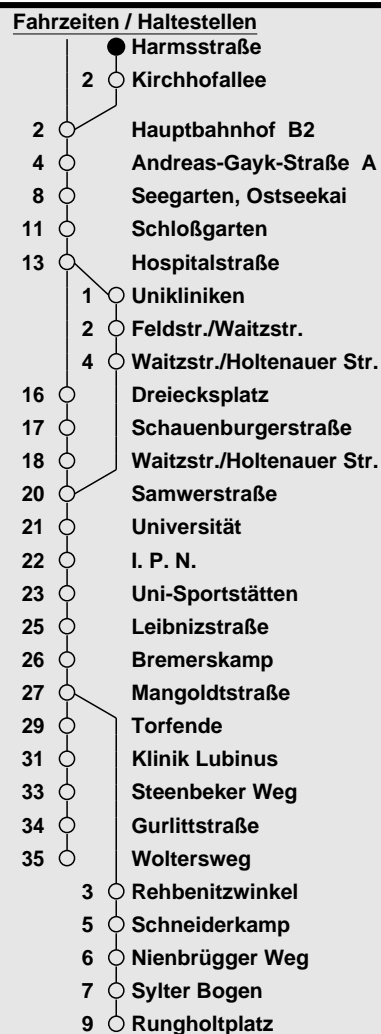 Fahrzeiten / Haltestellen
Harmsstraße
2 Kirchhofallee
2 Hauptbahnhof B2
4 Andreas-Gayk-Straße A
8 Seegarten, Ostseekai
11 Schloßgarten
13 Hospitalstraße
1 Unikliniken
2 Feldstr./Waitzstr.
4 Waitzstr./Holtenauer Str.
16 Dreiecksplatz
17 Schauenburgerstraße
18 Waitzstr./Holtenauer Str.
20 Samwerstraße
21 Universität
22 I. P. N.
23 Uni-Sportstätten
25 Leibnizstraße
26 Bremerskamp
27 Mangoldtstraße
29 Torfende
31 Klinik Lubinus
33 Steenbeker Weg
34 Gurlittstraße
35 Woltersweg
3 Rehbenitzwinkel
5 Schneiderkamp
6 Nienbrügger Weg
7 Sylter Bogen
9 Rungholtplatz